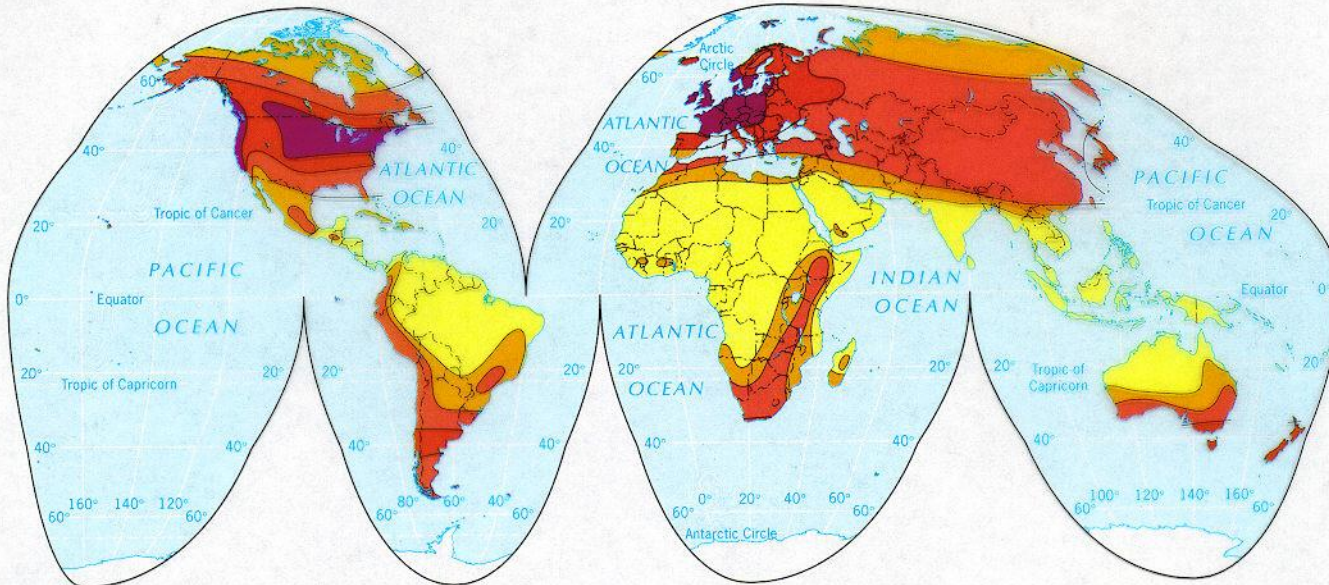 Arctic
Circle
60°
60°
ATLANTIC
OCEAN
40°
ATLANTIC
OCEAN
40°
40°
PACIFIC
OCEAN
Tropic of Cancer
20°
20°
20°
Tropic of Cancer
20°
PACIFIC
OCEAN
Equator
0°
INDIAN
OCEAN
Equator
0°
ATLANTIC
OCEAN
Tropic of Capricorn
20°
20°
20°
20°
20°
Tropic of
Capricorn
20°
40°
40°
40°
40°
40°
160° 140° 120°
60°
80° 60° 40°
60°
60°
60°
0° 20° 40° 60°
60°
Antarctic Circle
80°
60°
100° 120° 140° 160°
60°